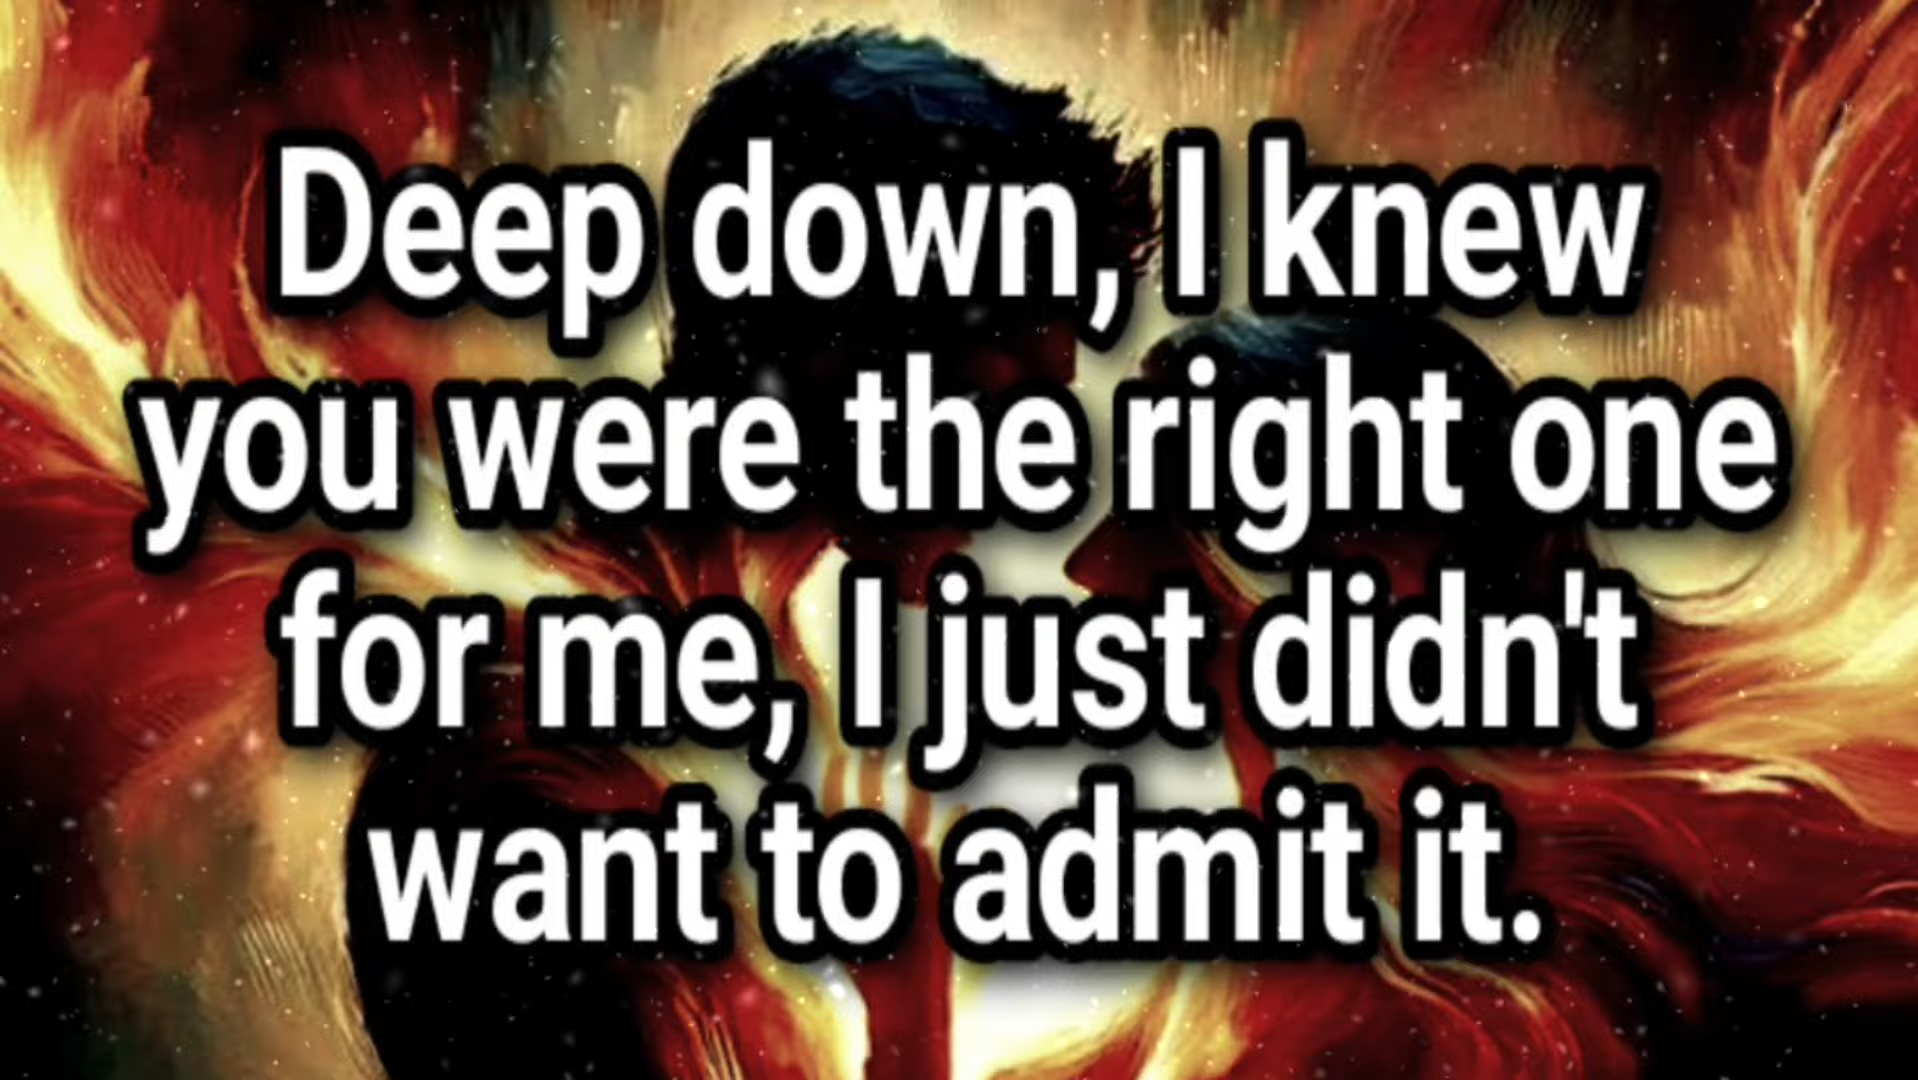 Deep down, I knew
you were the right one
for me, I just didn't
want to admit it.